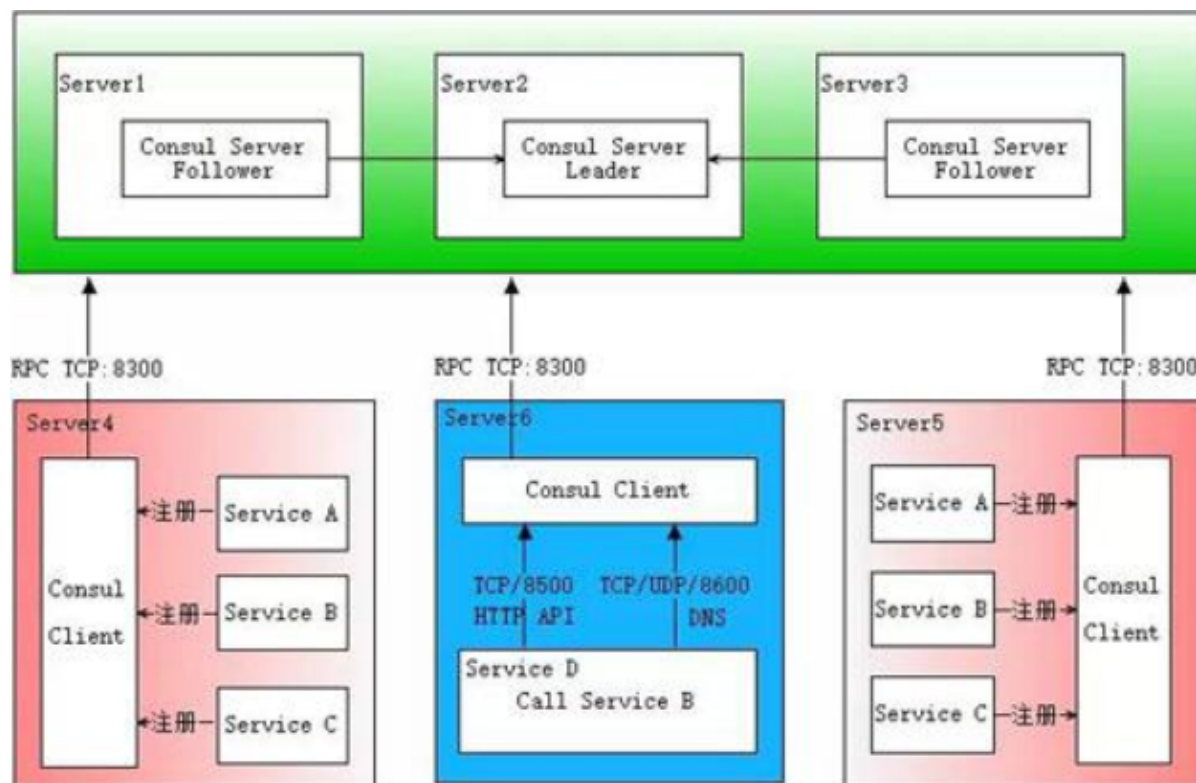 Server1
Server2
Server3
Consul Server
Follower
Consul Server
Leader
Consul Server
Follower
RPC TCP:8300
RPC TCP:8300
RPC TCP:8300
Server4
Consul
Client
注册
Service A
注册
Service B
注册
Service C
Server6
Consul Client
TCP/8500
HTTP API
TCP/UDP/8600
DNS
Service D
Call Service B
Server5
Service A
注册
Service B
注册
Service C
注册
Consul
Client